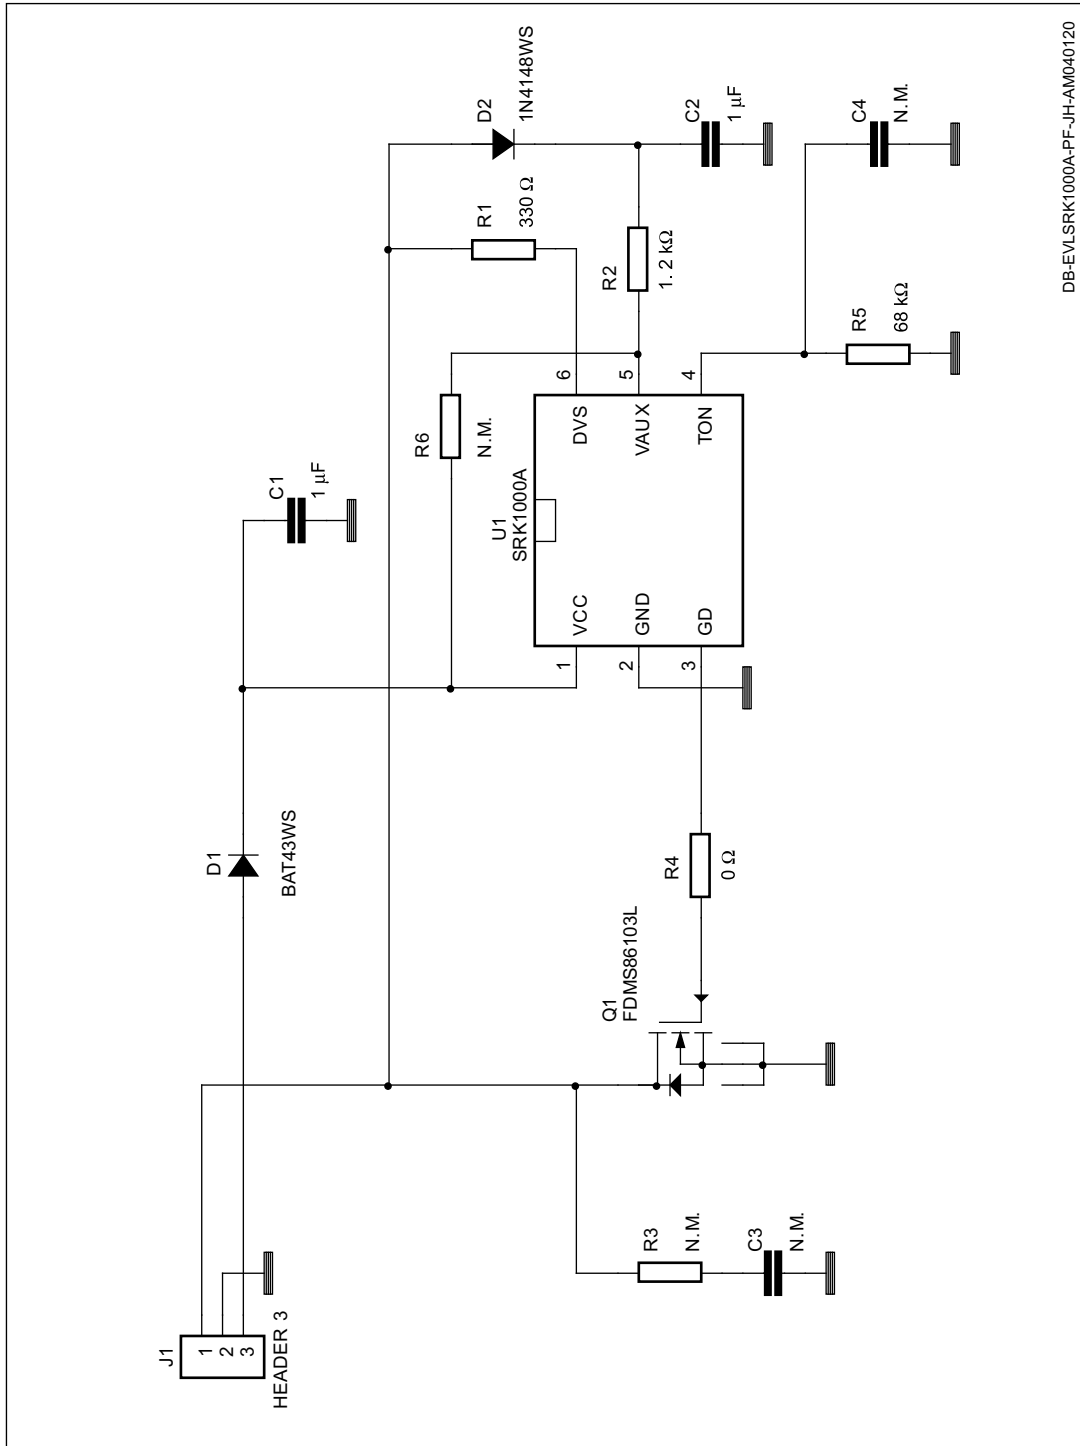 J1
1
2
3
HEADER 3
D1
BAT43WS
C1
1 µF
R6
N.M.
R1
330 Ω
D2
1N4148WS
R3
N.M.
C3
N.M.
Q1
FDMS86103L
R4
0 Ω
U1
SRK1000A
1
VCC
2
GND
3
GD
6
DVS
5
VAUX
4
TON
R2
1. 2 kΩ
C2
1 µF
R5
68 kΩ
C4
N.M.
DB-EVLSRK1000A-PF-JH-AM040120